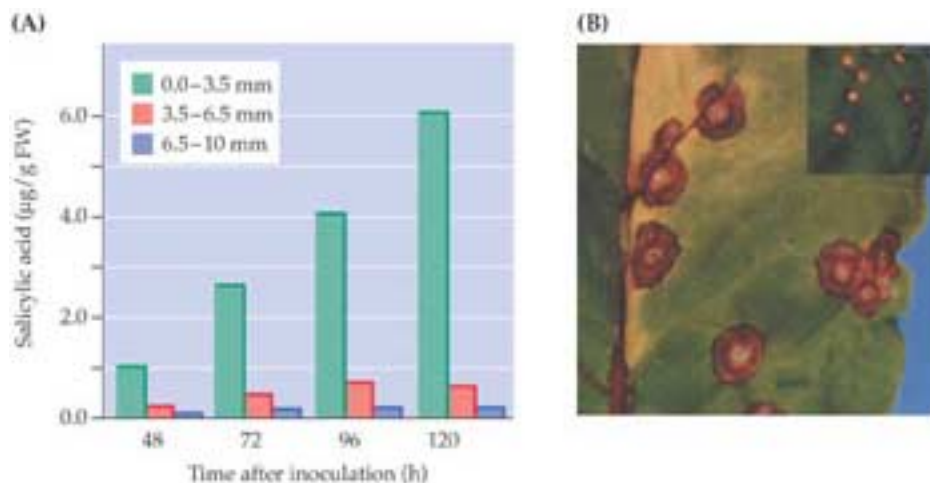 (A)
Salicylic acid (µg/g FW)
6.0
4.0
2.0
0.0
0.0–3.5 mm
3.5–6.5 mm
6.5–10 mm
48 72 96 120
Time after inoculation (h)
(B)